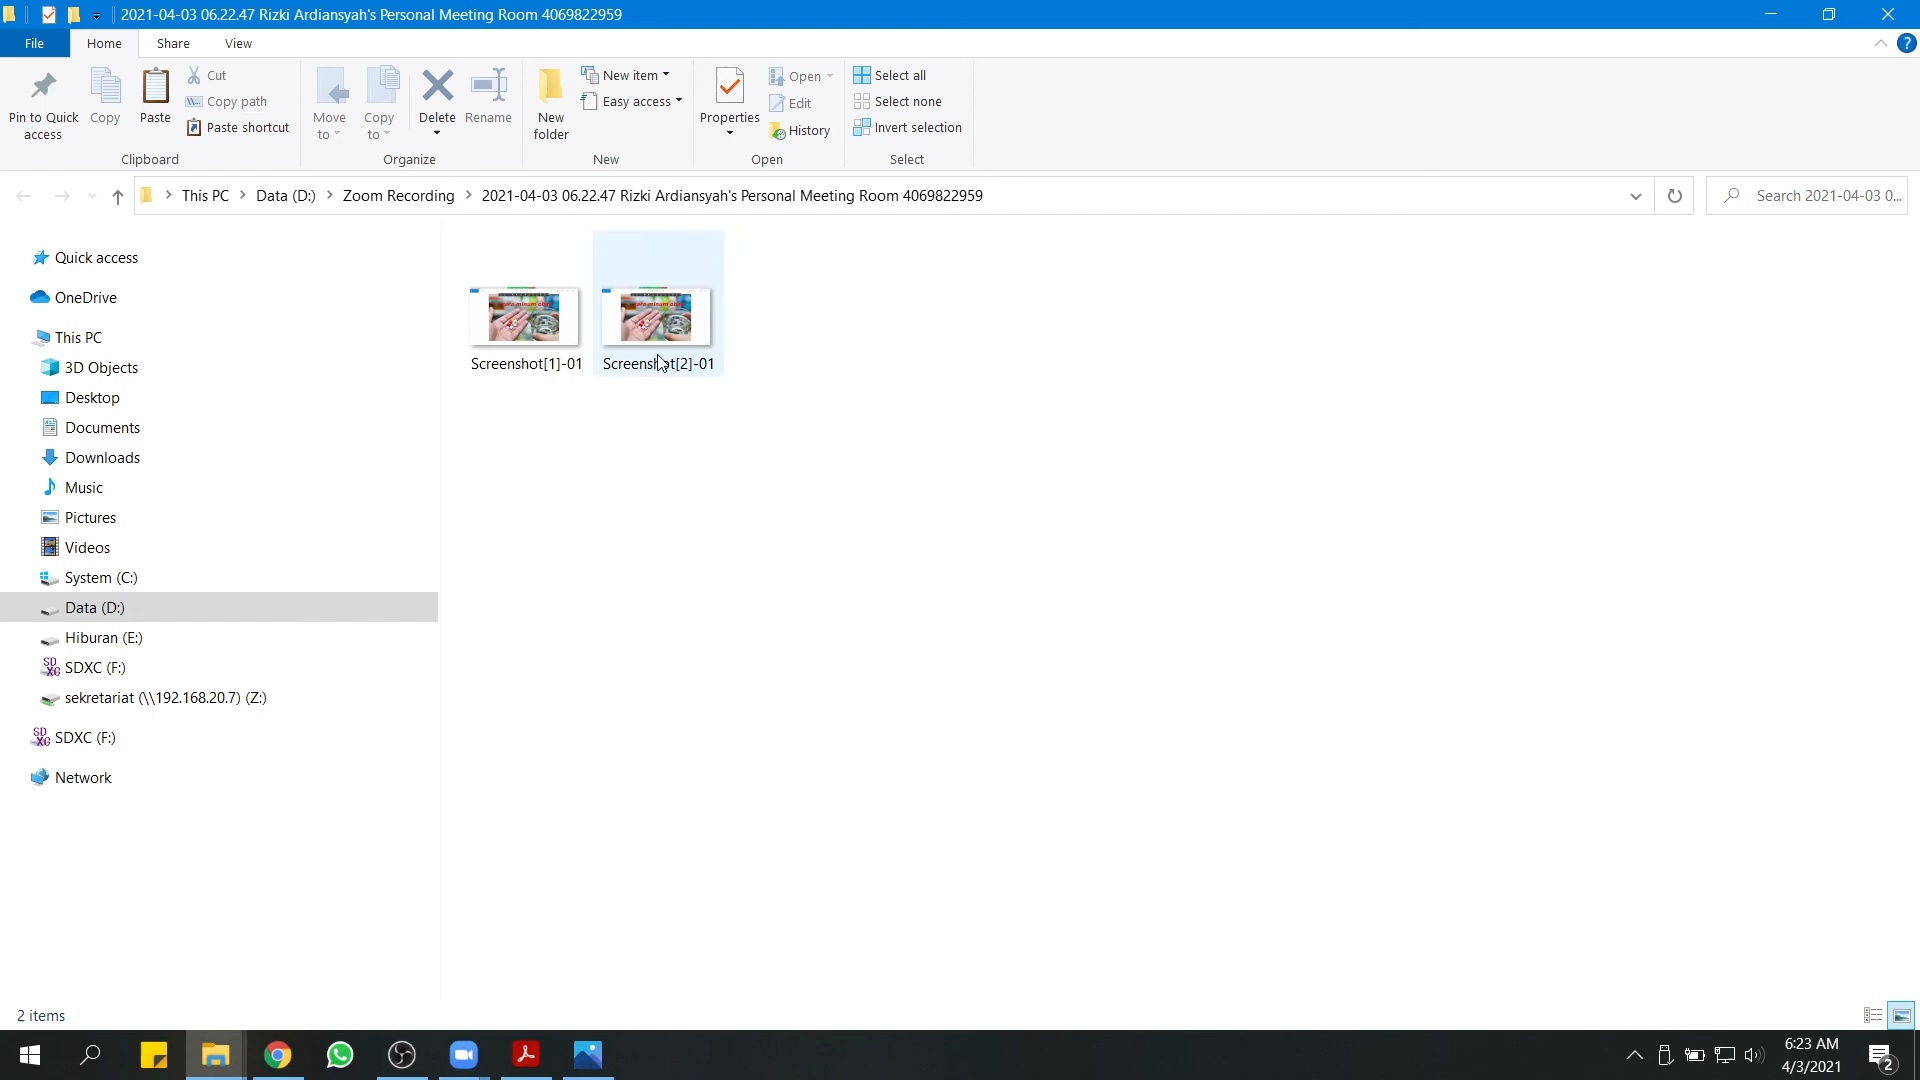 2021-04-03 06.22.47 Rizki Ardiansyah's Personal Meeting Room 4069822959
File Home Share View
Pin to Quick access
Copy
Paste
Cut
Copy path
Paste shortcut
Clipboard
Move to
Copy to
Delete
Rename
Organize
New folder
New item
Easy access
New
Properties
Open
Edit
History
Open
Select all
Select none
Invert selection
Select
This PC > Data (D:) > Zoom Recording > 2021-04-03 06.22.47 Rizki Ardiansyah's Personal Meeting Room 4069822959
Search 2021-04-03 0...
Quick access
OneDrive
This PC
3D Objects
Desktop
Documents
Downloads
Music
Pictures
Videos
System (C:)
Data (D:)
Hiburan (E:)
SDXC (F:)
sekretariat (\\192.168.20.7) (Z:)
SDXC (F:)
Network
Screenshot[1]-01
Screenshot[2]-01
2 items
6:23 AM
4/3/2021
2